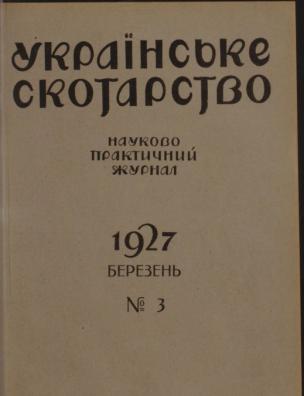 УКРАЇНСЬКЕ
СКОТАРСТВО
НАУКОВО
ПРАКТИЧНИЙ
ЖУРНАЛ
1927
БЕРЕЗЕНЬ
№ 3